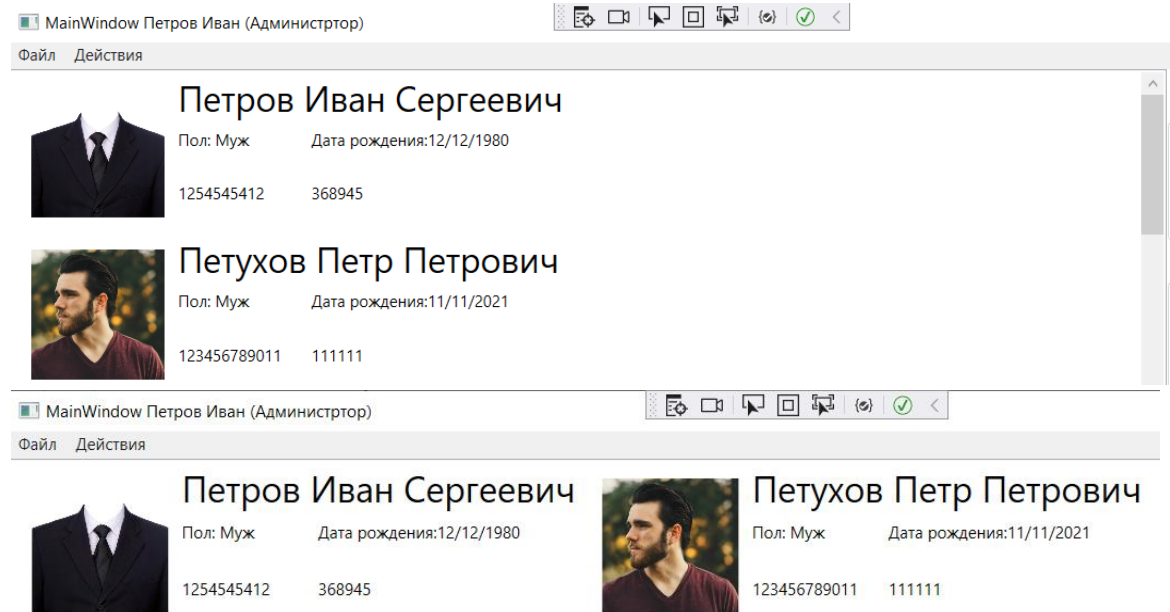 MainWindow Петров Иван (Администртор)
Файл Действия
Петров Иван Сергеевич
Пол: Муж Дата рождения:12/12/1980
1254545412 368945
Петухов Петр Петрович
Пол: Муж Дата рождения:11/11/2021
123456789011 111111
MainWindow Петров Иван (Администртор)
Файл Действия
Петров Иван Сергеевич Петухов Петр Петрович
Пол: Муж Дата рождения:12/12/1980 Пол: Муж Дата рождения:11/11/2021
1254545412 368945 123456789011 111111